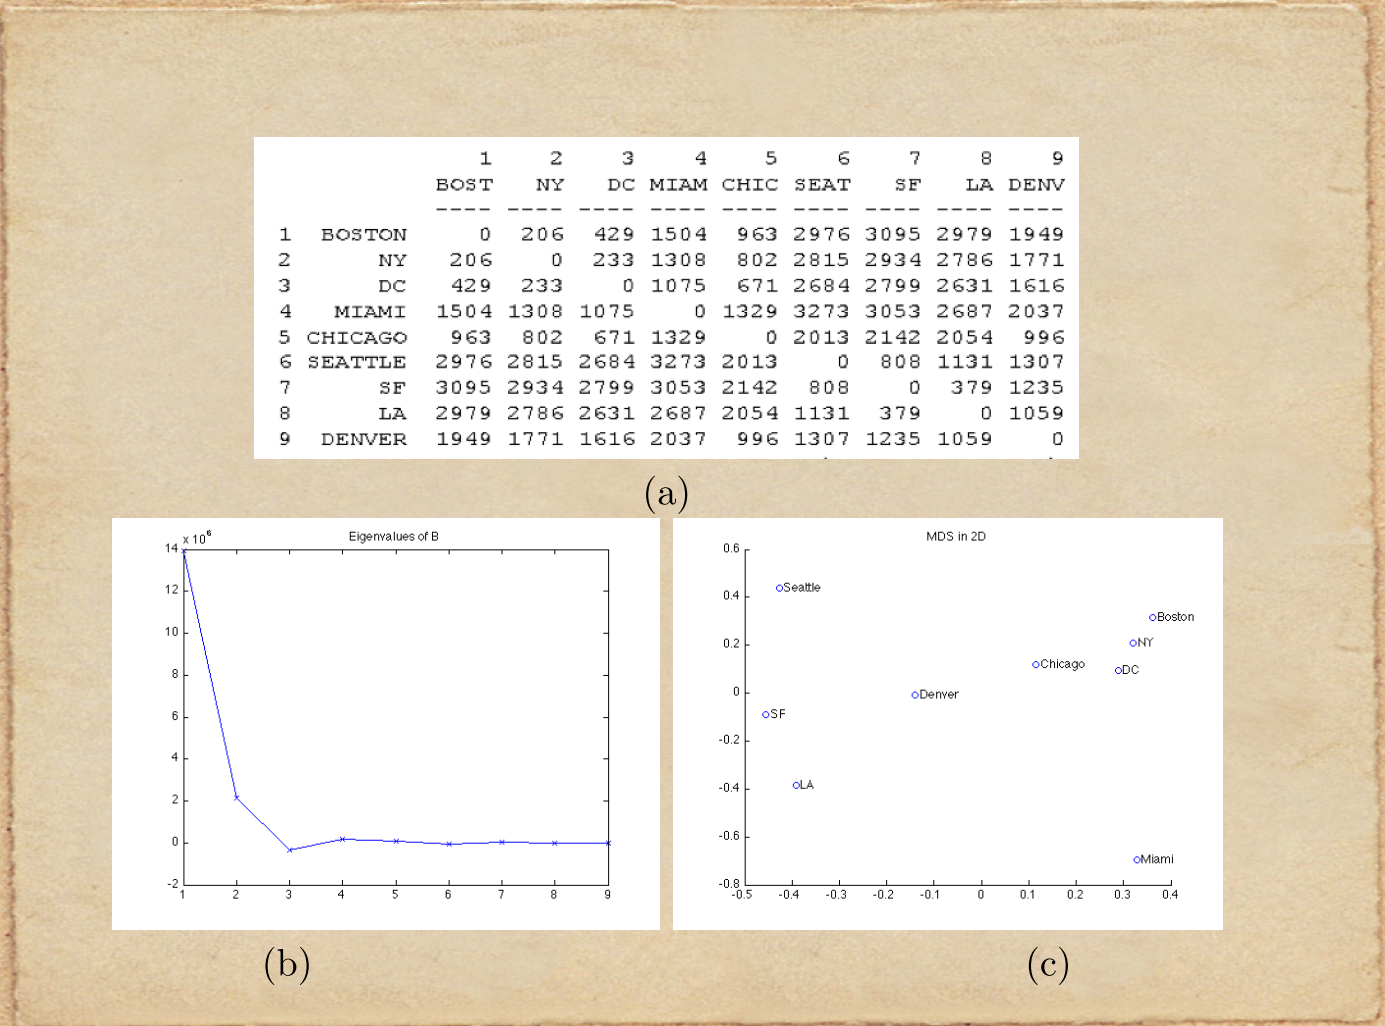 1 2 3 4 5 6 7 8 9
BOST NY DC MIAM CHIC SEAT SF LA DENV
---- ---- ---- ---- ---- ---- ---- ---- ----
1 BOSTON 0 206 429 1504 963 2976 3095 2979 1949
2 NY 206 0 233 1308 802 2815 2934 2786 1771
3 DC 429 233 0 1075 671 2684 2799 2631 1616
4 MIAMI 1504 1308 1075 0 1329 3273 3053 2687 2037
5 CHICAGO 963 802 671 1329 0 2013 2142 2054 996
6 SEATTLE 2976 2815 2684 3273 2013 0 808 1131 1307
7 SF 3095 2934 2799 3053 2142 808 0 379 1235
8 LA 2979 2786 2631 2687 2054 1131 379 0 1059
9 DENVER 1949 1771 1616 2037 996 1307 1235 1059 0
(a)
Eigenvalues of B
x 10^6
14
12
10
8
6
4
2
0
-2
1 2 3 4 5 6 7 8 9
(b)
MDS in 2D
0.6
0.4
0.2
0
-0.2
-0.4
-0.6
-0.8
Seattle
Boston
NY
Chicago
DC
Denver
SF
LA
Miami
-0.5 -0.4 -0.3 -0.2 -0.1 0 0.1 0.2 0.3 0.4
(c)